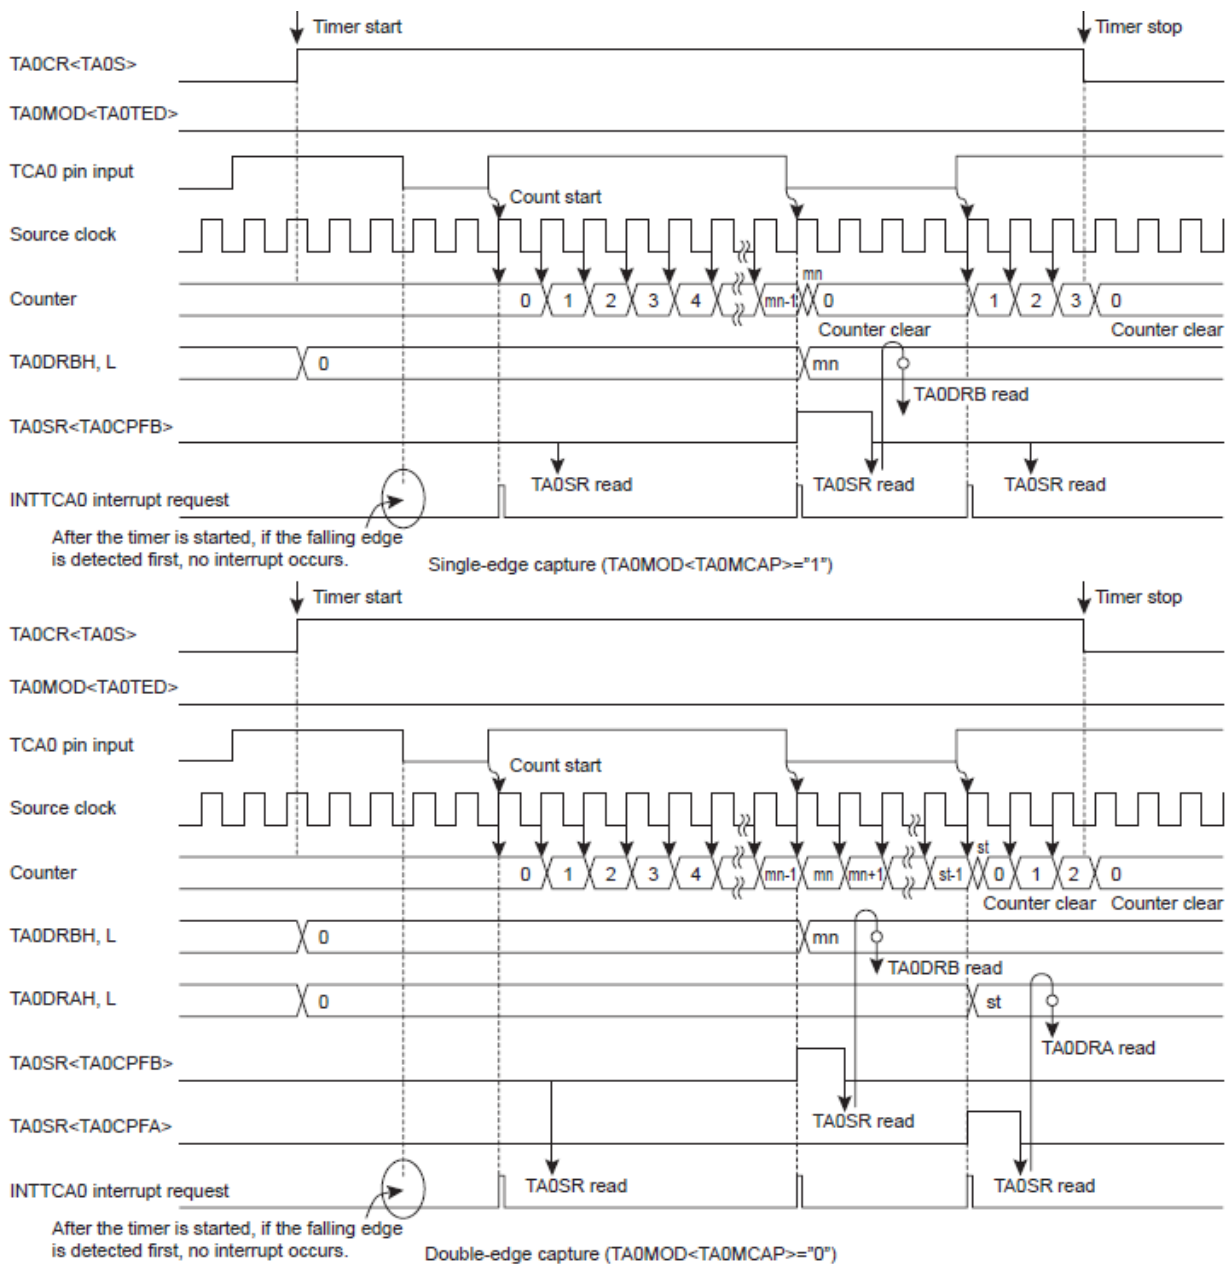 Timer start
Timer stop
TA0CR<TA0S>
TA0MOD<TA0TED>
TCA0 pin input
Count start
Source clock
mn
Counter
0 1 2 3 4 mn-1 0 1 2 3 0
Counter clear
Counter clear
TA0DRBH, L
0
mn
TA0DRB read
TA0SR<TA0CPFB>
TA0SR read
TA0SR read
TA0SR read
INTTCA0 interrupt request
After the timer is started, if the falling edge
is detected first, no interrupt occurs.
Single-edge capture (TA0MOD<TA0MCAP>="1")
Timer start
Timer stop
TA0CR<TA0S>
TA0MOD<TA0TED>
TCA0 pin input
Count start
Source clock
st
Counter
0 1 2 3 4 mn-1 mn mn+1 st-1 0 1 2 0
Counter clear
Counter clear
TA0DRBH, L
0
mn
TA0DRB read
TA0DRAH, L
0
st
TA0DRA read
TA0SR<TA0CPFB>
TA0SR read
TA0SR<TA0CPFA>
TA0SR read
TA0SR read
INTTCA0 interrupt request
After the timer is started, if the falling edge
is detected first, no interrupt occurs.
Double-edge capture (TA0MOD<TA0MCAP>="0")